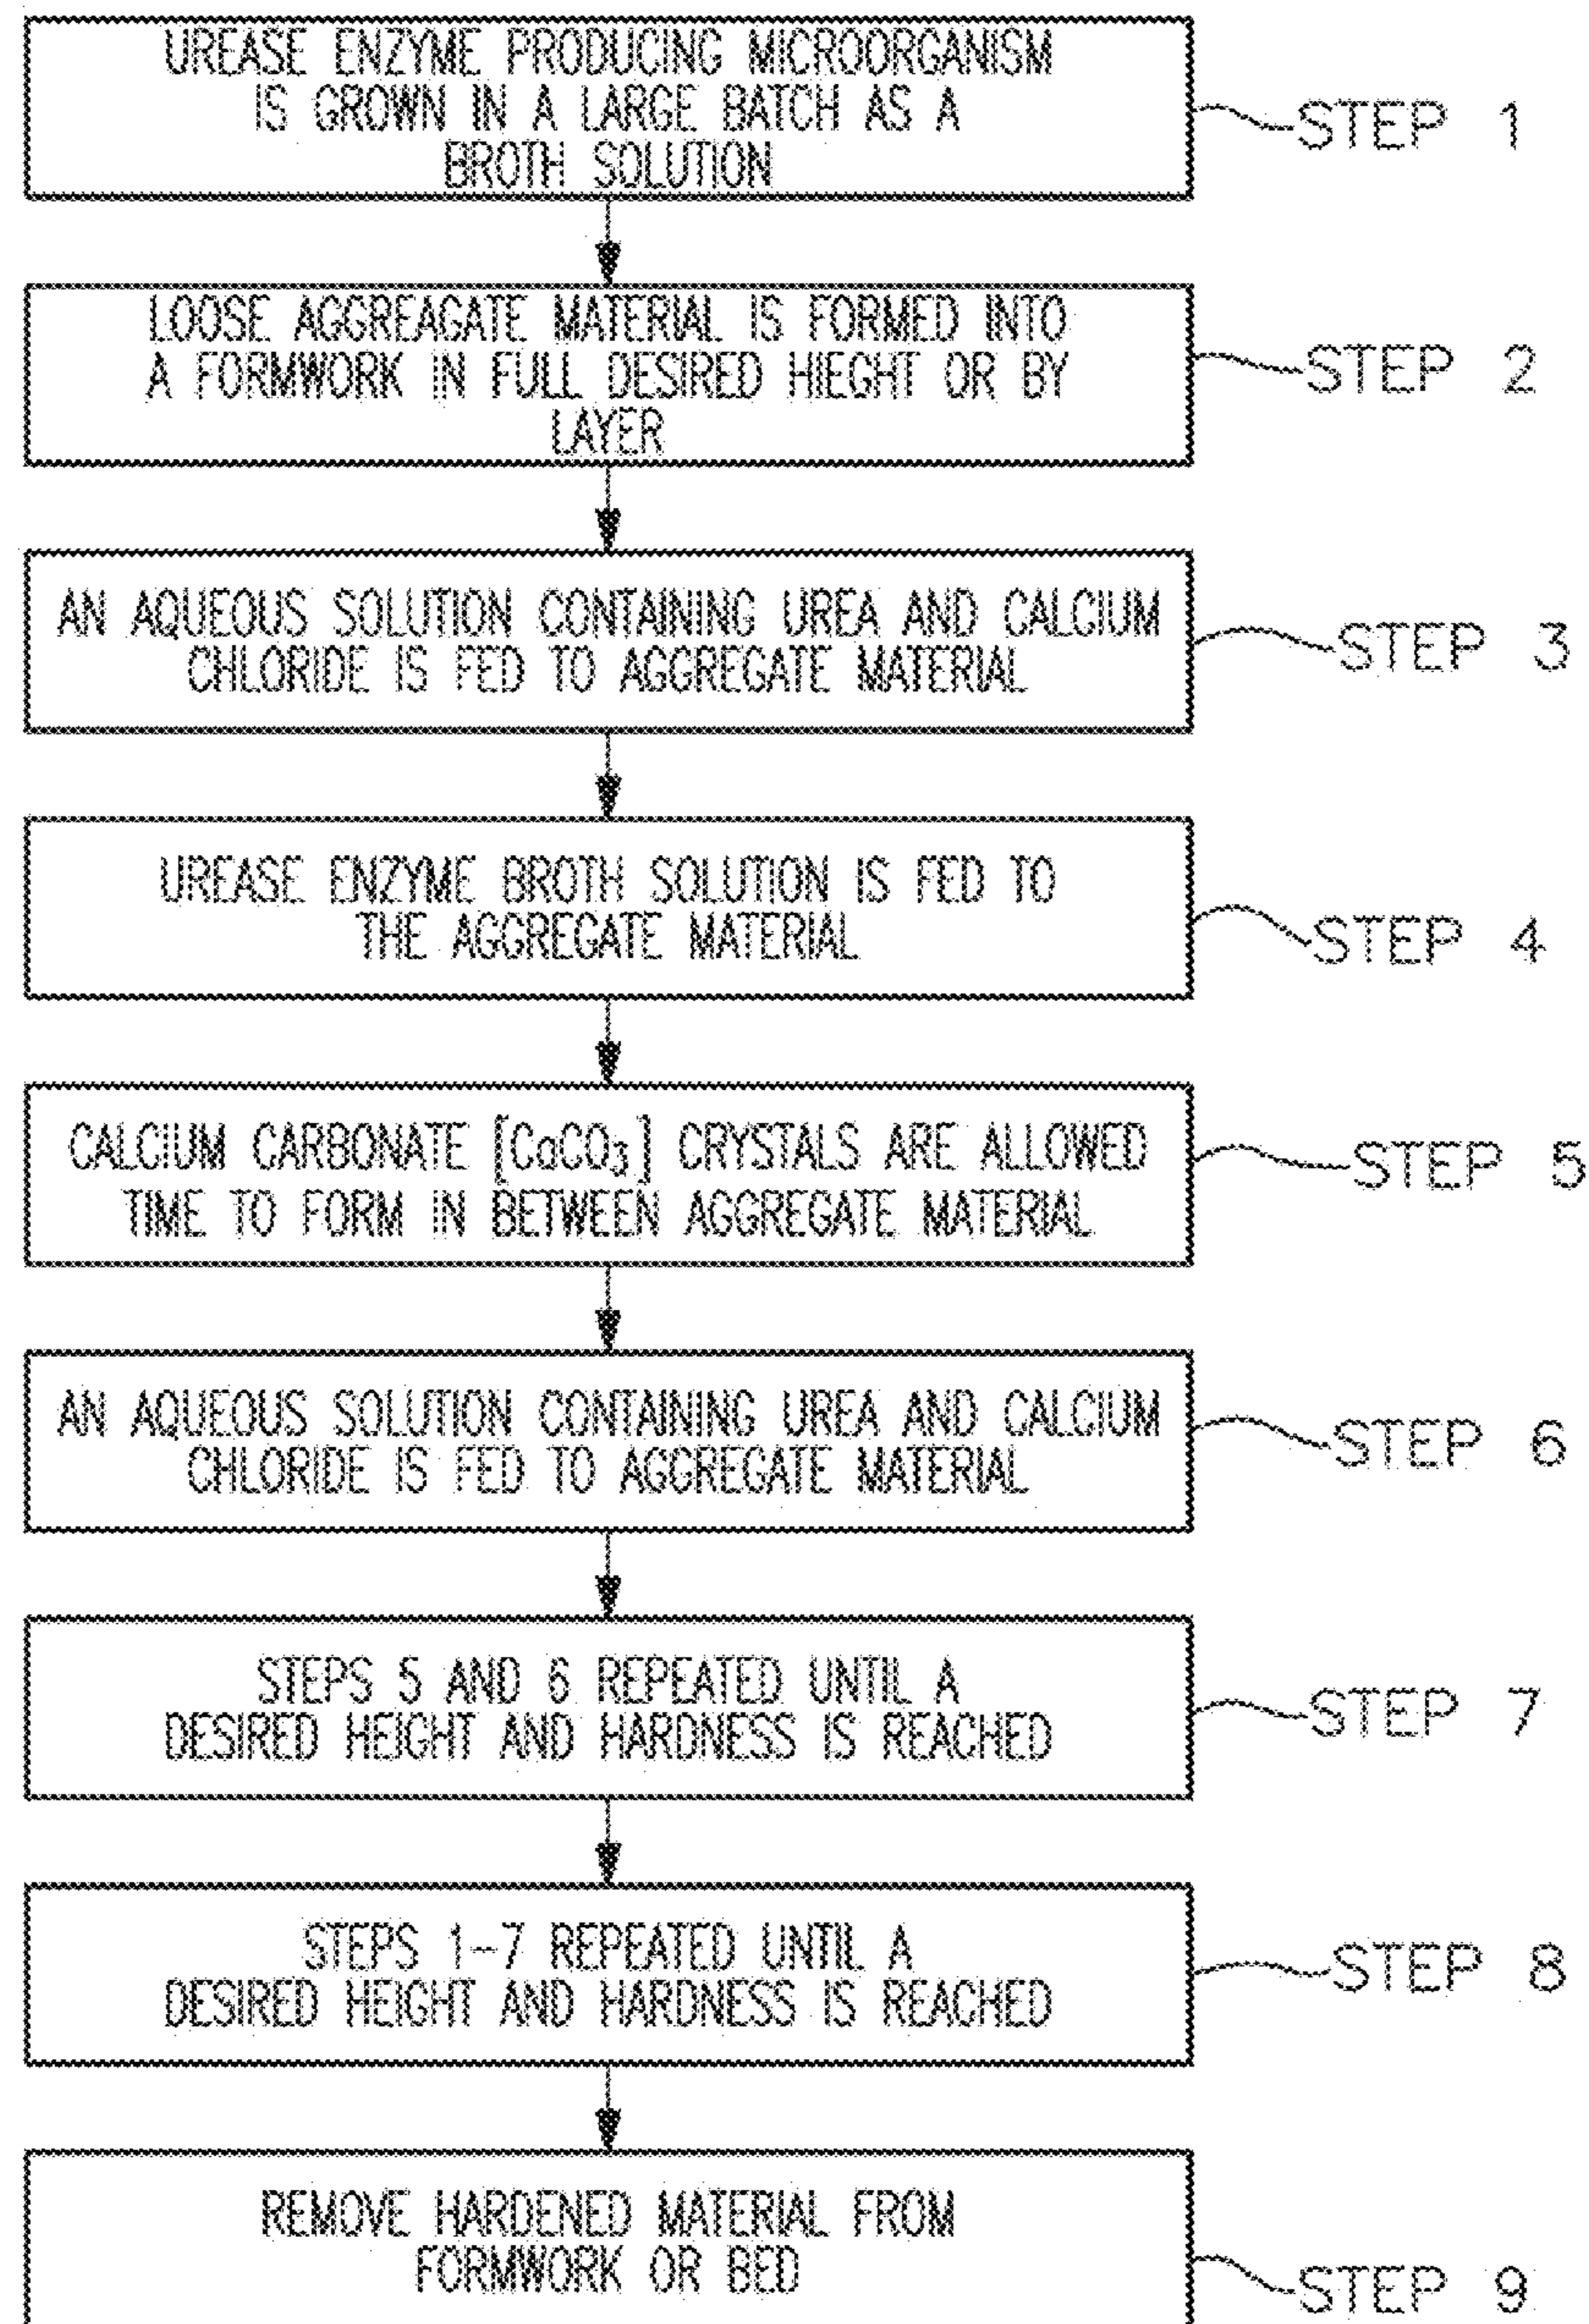 UREASE ENZYME PRODUCING MICROORGANISM
IS GROWN IN A LARGE BATCH AS A
BROTH SOLUTION
STEP 1
LOOSE AGGREAGATE MATERIAL IS FORMED INTO
A FORMWORK IN FULL DESIRED HIEGHT OR BY
LAYER
STEP 2
AN AQUEOUS SOLUTION CONTAINING UREA AND CALCIUM
CHLORIDE IS FED TO AGGREGATE MATERIAL
STEP 3
UREASE ENZYME BROTH SOLUTION IS FED TO
THE AGGREGATE MATERIAL
STEP 4
CALCIUM CARBONATE [CaCO₃] CRYSTALS ARE ALLOWED
TIME TO FORM IN BETWEEN AGGREGATE MATERIAL
STEP 5
AN AQUEOUS SOLUTION CONTAINING UREA AND CALCIUM
CHLORIDE IS FED TO AGGREGATE MATERIAL
STEP 6
STEPS 5 AND 6 REPEATED UNTIL A
DESIRED HEIGHT AND HARDNESS IS REACHED
STEP 7
STEPS 1-7 REPEATED UNTIL A
DESIRED HEIGHT AND HARDNESS IS REACHED
STEP 8
REMOVE HARDENED MATERIAL FROM
FORMWORK OR BED
STEP 9